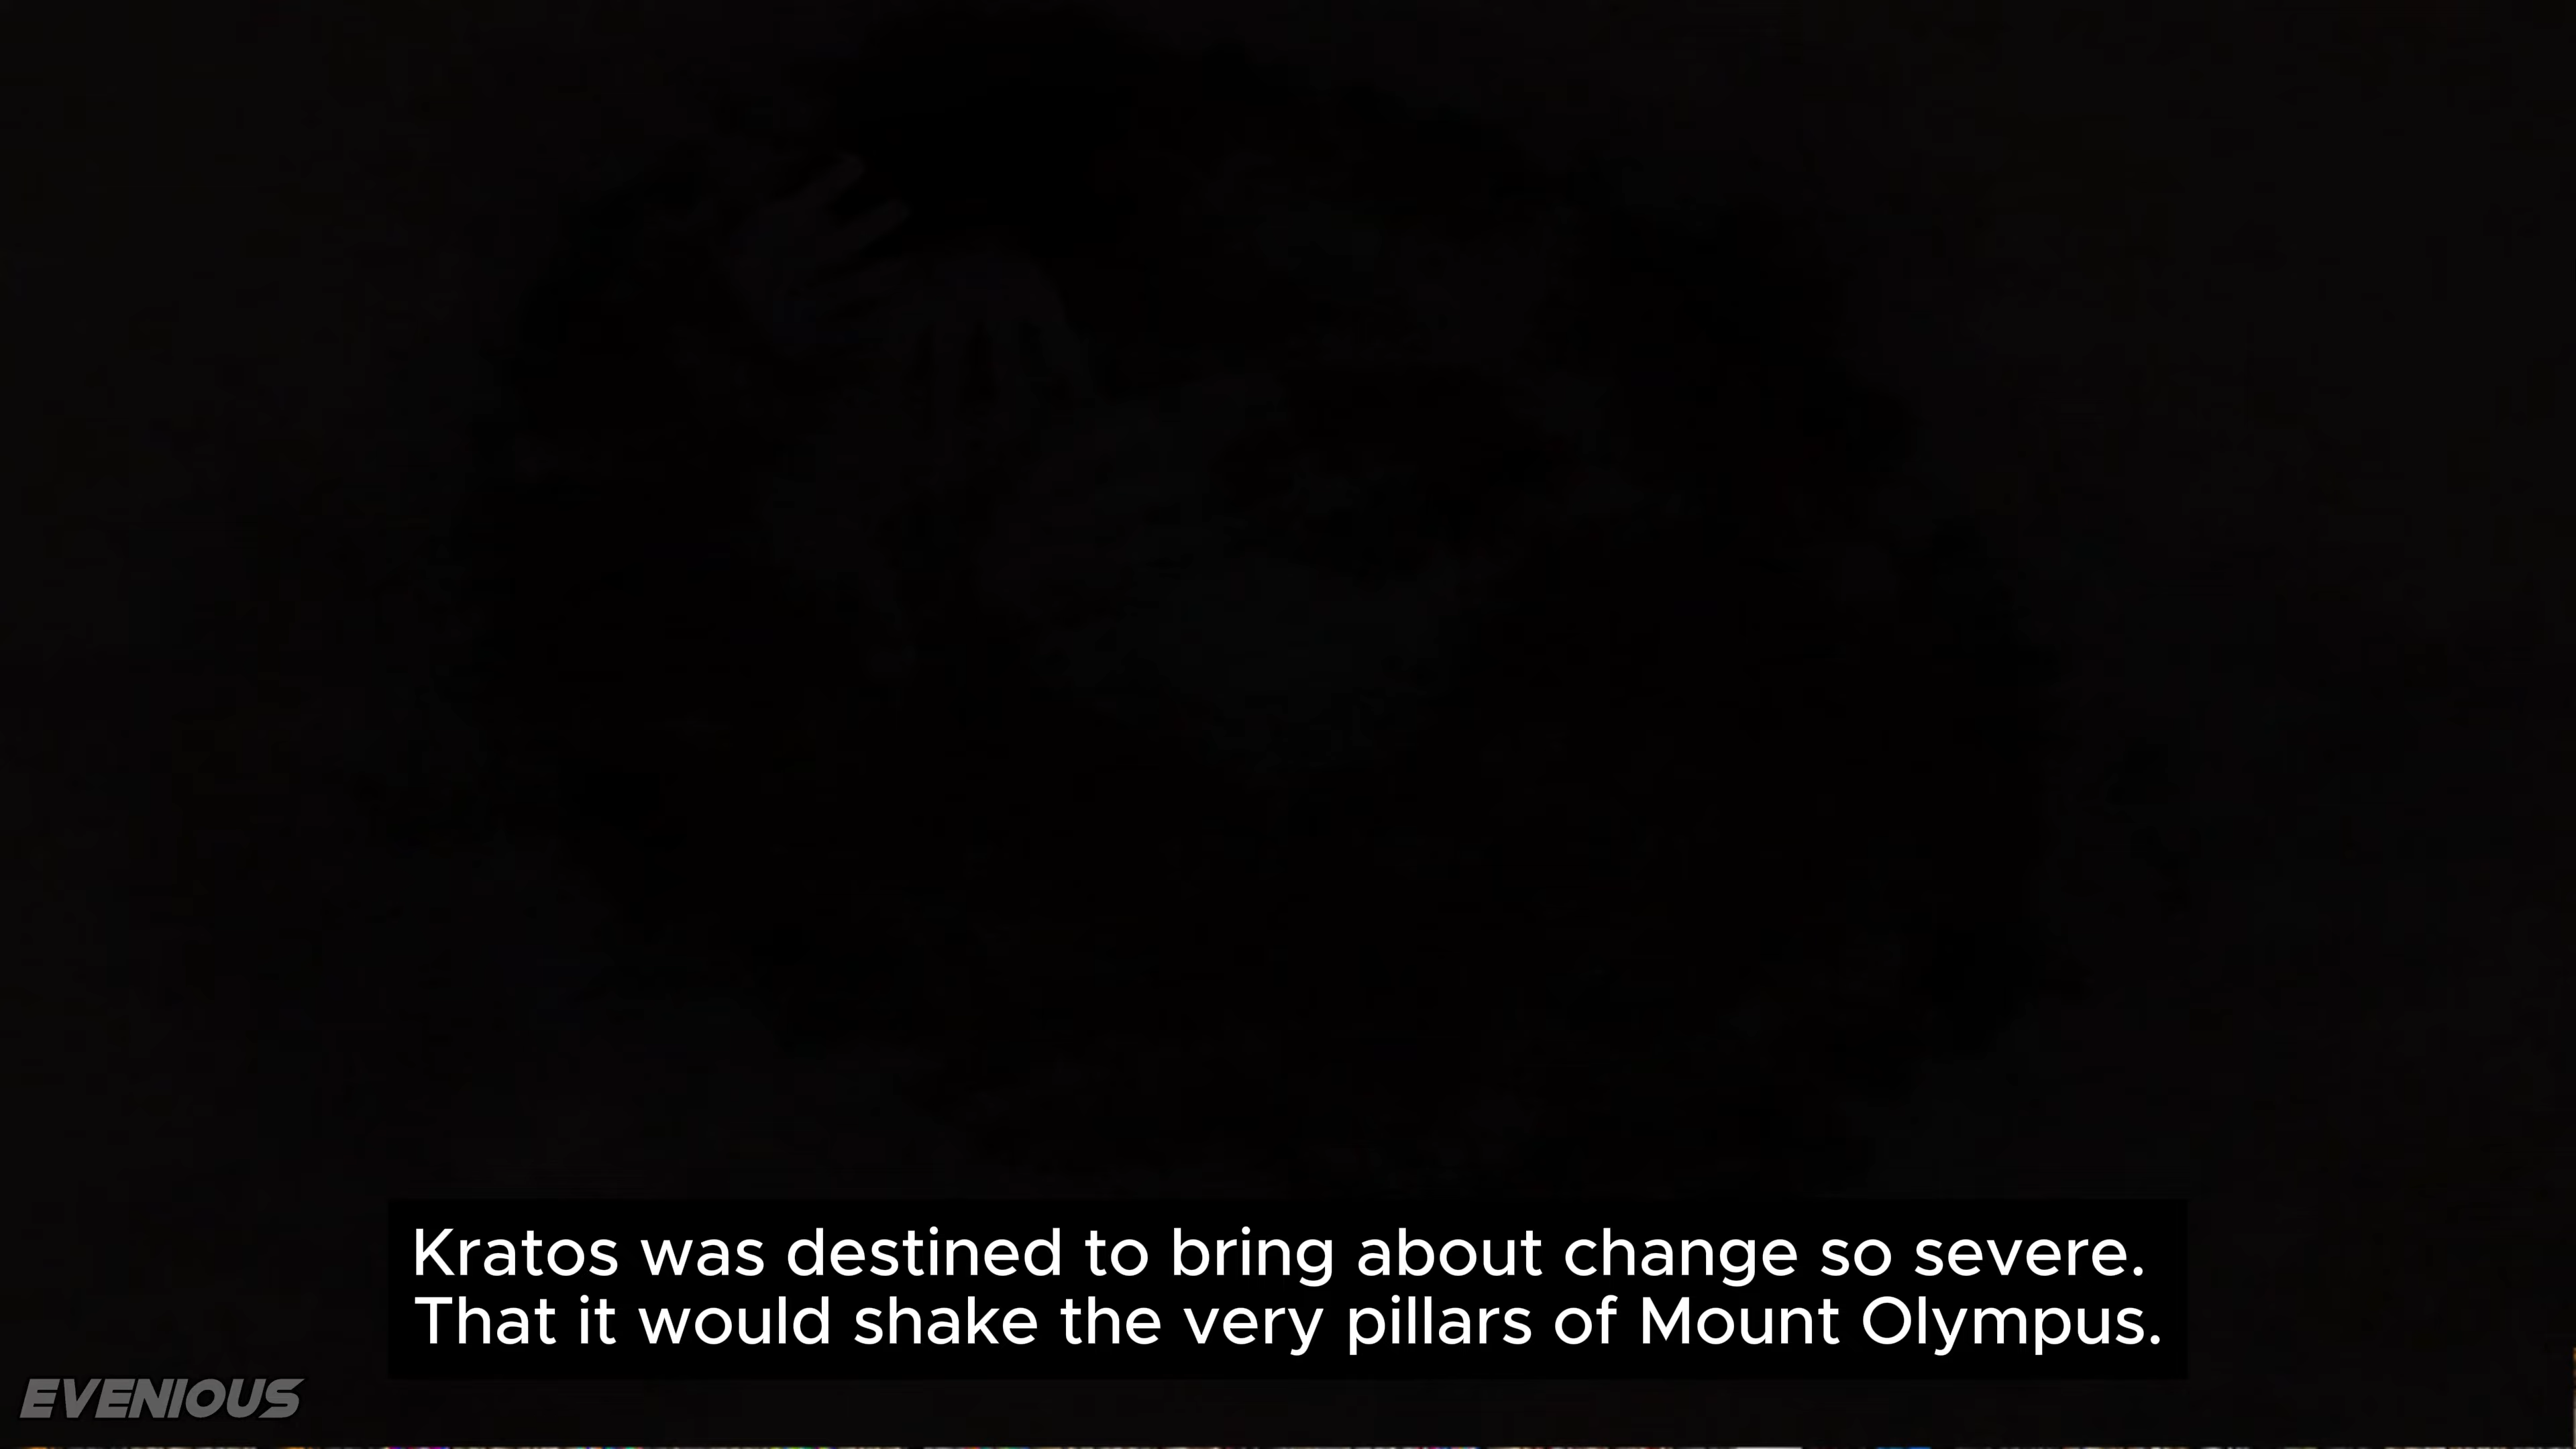 Kratos was destined to bring about change so severe.
That it would shake the very pillars of Mount Olympus.
EVENIOUS